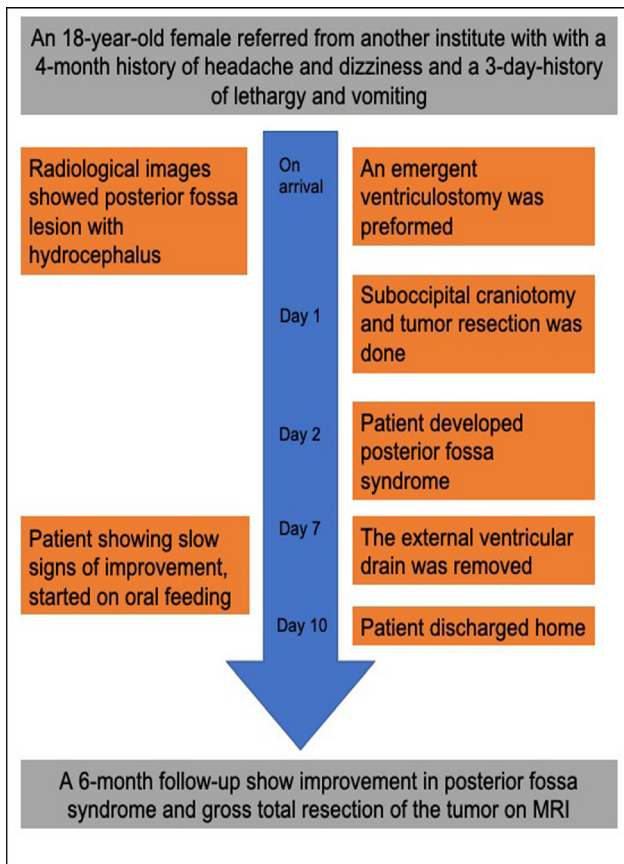 An 18-year-old female referred from another institute with with a
4-month history of headache and dizziness and a 3-day-history
of lethargy and vomiting
Radiological images
showed posterior fossa
lesion with
hydrocephalus
On
arrival
An emergent
ventriculostomy was
preformed
Day 1
Suboccipital craniotomy
and tumor resection was
done
Day 2
Patient developed
posterior fossa
syndrome
Patient showing slow
signs of improvement,
started on oral feeding
Day 7
The external ventricular
drain was removed
Day 10
Patient discharged home
A 6-month follow-up show improvement in posterior fossa
syndrome and gross total resection of the tumor on MRI